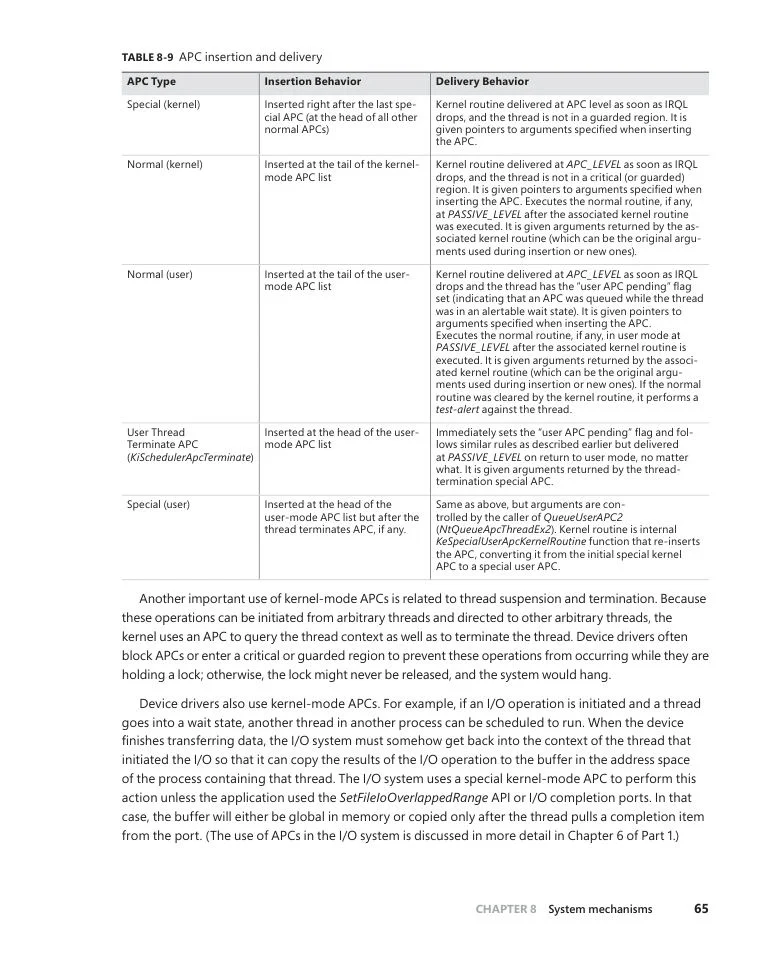 TABLE 8-9 APC insertion and delivery
APC Type
Insertion Behavior
Delivery Behavior
Special (kernel)
Inserted right after the last spe-
cial APC (at the head of all other
normal APCs)
Kernel routine delivered at APC level as soon as IRQL
drops, and the thread is not in a guarded region. It is
given pointers to arguments specified when inserting
the APC.
Normal (kernel)
Inserted at the tail of the kernel-
mode APC list
Kernel routine delivered at APC_LEVEL as soon as IRQL
drops, and the thread is not in a critical (or guarded)
region. It is given pointers to arguments specified when
inserting the APC. Executes the normal routine, if any,
at PASSIVE_LEVEL after the associated kernel routine
was executed. It is given arguments returned by the as-
sociated kernel routine (which can be the original argu-
ments used during insertion or new ones).
Normal (user)
Inserted at the tail of the user-
mode APC list
Kernel routine delivered at APC_LEVEL as soon as IRQL
drops and the thread has the “user APC pending” flag
set (indicating that an APC was queued while the thread
was in an alertable wait state). It is given pointers to
arguments specified when inserting the APC.
Executes the normal routine, if any, in user mode at
PASSIVE_LEVEL after the associated kernel routine is
executed. It is given arguments returned by the associ-
ated kernel routine (which can be the original argu-
ments used during insertion or new ones). If the normal
routine was cleared by the kernel routine, it performs a
test-alert against the thread.
User Thread
Terminate APC
(KiSchedulerApcTerminate)
Inserted at the head of the user-
mode APC list
Immediately sets the “user APC pending” flag and fol-
lows similar rules as described earlier but delivered
at PASSIVE_LEVEL on return to user mode, no matter
what. It is given arguments returned by the thread-
termination special APC.
Special (user)
Inserted at the head of the
user-mode APC list but after the
thread terminates APC, if any.
Same as above, but arguments are con-
trolled by the caller of QueueUserAPC2
(NtQueueApcThreadEx2). Kernel routine is internal
KeSpecialUserApcKernelRoutine function that re-inserts
the APC, converting it from the initial special kernel
APC to a special user APC.
Another important use of kernel-mode APCs is related to thread suspension and termination. Because
these operations can be initiated from arbitrary threads and directed to other arbitrary threads, the
kernel uses an APC to query the thread context as well as to terminate the thread. Device drivers often
block APCs or enter a critical or guarded region to prevent these operations from occurring while they are
holding a lock; otherwise, the lock might never be released, and the system would hang.
Device drivers also use kernel-mode APCs. For example, if an I/O operation is initiated and a thread
goes into a wait state, another thread in another process can be scheduled to run. When the device
finishes transferring data, the I/O system must somehow get back into the context of the thread that
initiated the I/O so that it can copy the results of the I/O operation to the buffer in the address space
of the process containing that thread. The I/O system uses a special kernel-mode APC to perform this
action unless the application used the SetFileIoOverlappedRange API or I/O completion ports. In that
case, the buffer will either be global in memory or copied only after the thread pulls a completion item
from the port. (The use of APCs in the I/O system is discussed in more detail in Chapter 6 of Part 1.)
CHAPTER 8 System mechanisms 65